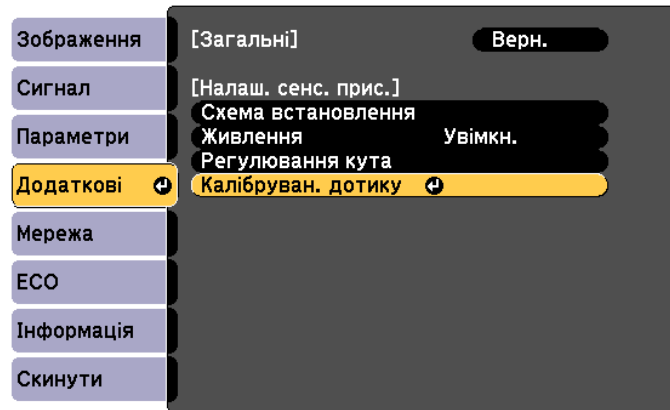 Зображення
Сигнал
Параметри
Додаткові
Мережа
ECO
Інформація
Скинути
[Загальні] Верн.
[Налаш. сенс. прис.]
Схема встановлення
Живлення Увімкн.
Регулювання кута
Калібруван. дотику